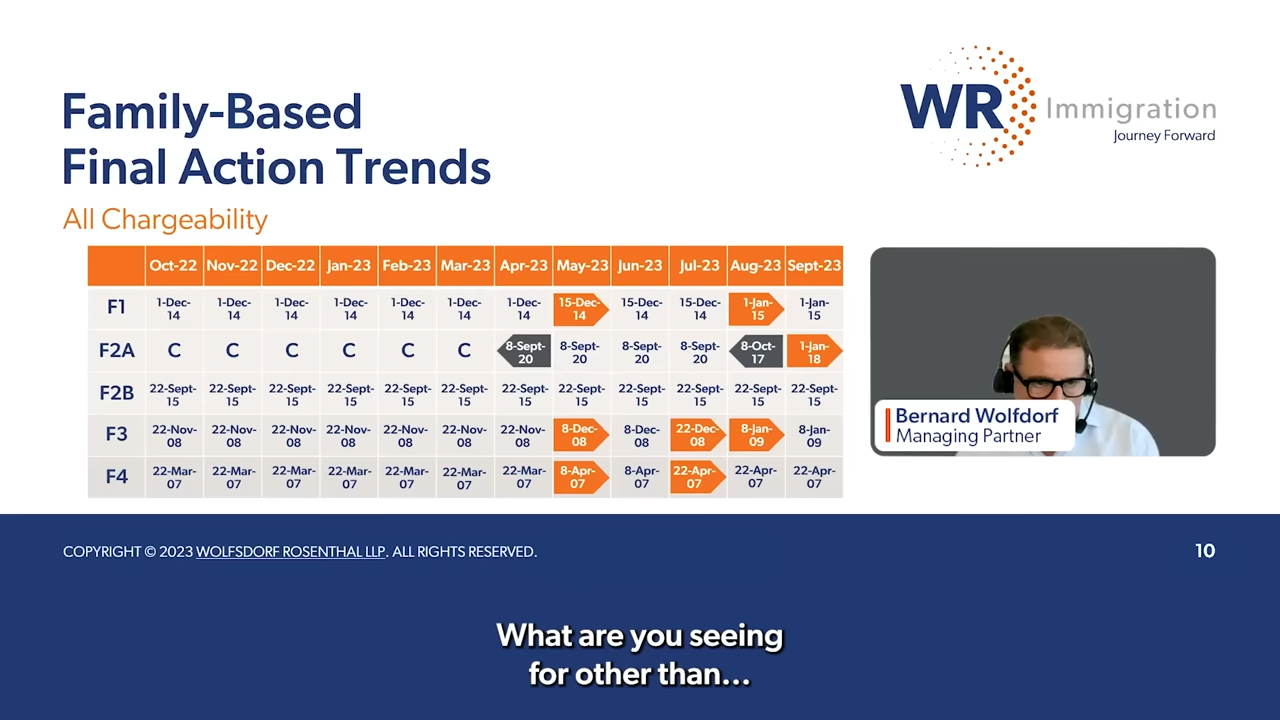 Family-Based
Final Action Trends
All Chargeability
WR Immigration
Journey Forward
Oct-22 Nov-22 Dec-22 Jan-23 Feb-23 Mar-23 Apr-23 May-23 Jun-23 Jul-23 Aug-23 Sept-23
F1 1-Dec-14 1-Dec-14 1-Dec-14 1-Dec-14 1-Dec-14 1-Dec-14 1-Dec-14 15-Dec-14 15-Dec-14 15-Dec-14 1-Jan-15 1-Jan-15
F2A C C C C C C 8-Sept-20 8-Sept-20 8-Sept-20 8-Sept-20 8-Oct-17 1-Jan-18
F2B 22-Sept-15 22-Sept-15 22-Sept-15 22-Sept-15 22-Sept-15 22-Sept-15 22-Sept-15 22-Sept-15 22-Sept-15 22-Sept-15 22-Sept-15 22-Sept-15
F3 22-Nov-08 22-Nov-08 22-Nov-08 22-Nov-08 22-Nov-08 22-Nov-08 22-Nov-08 8-Dec-08 8-Dec-08 22-Dec-08 8-Jan-09 8-Jan-09
F4 22-Mar-07 22-Mar-07 22-Mar-07 22-Mar-07 22-Mar-07 22-Mar-07 22-Mar-07 8-Apr-07 8-Apr-07 22-Apr-07 22-Apr-07 22-Apr-07
Bernard Wolfdorf
Managing Partner
COPYRIGHT © 2023 WOLFSDORF ROSENTHAL LLP. ALL RIGHTS RESERVED.
10
What are you seeing
for other than...